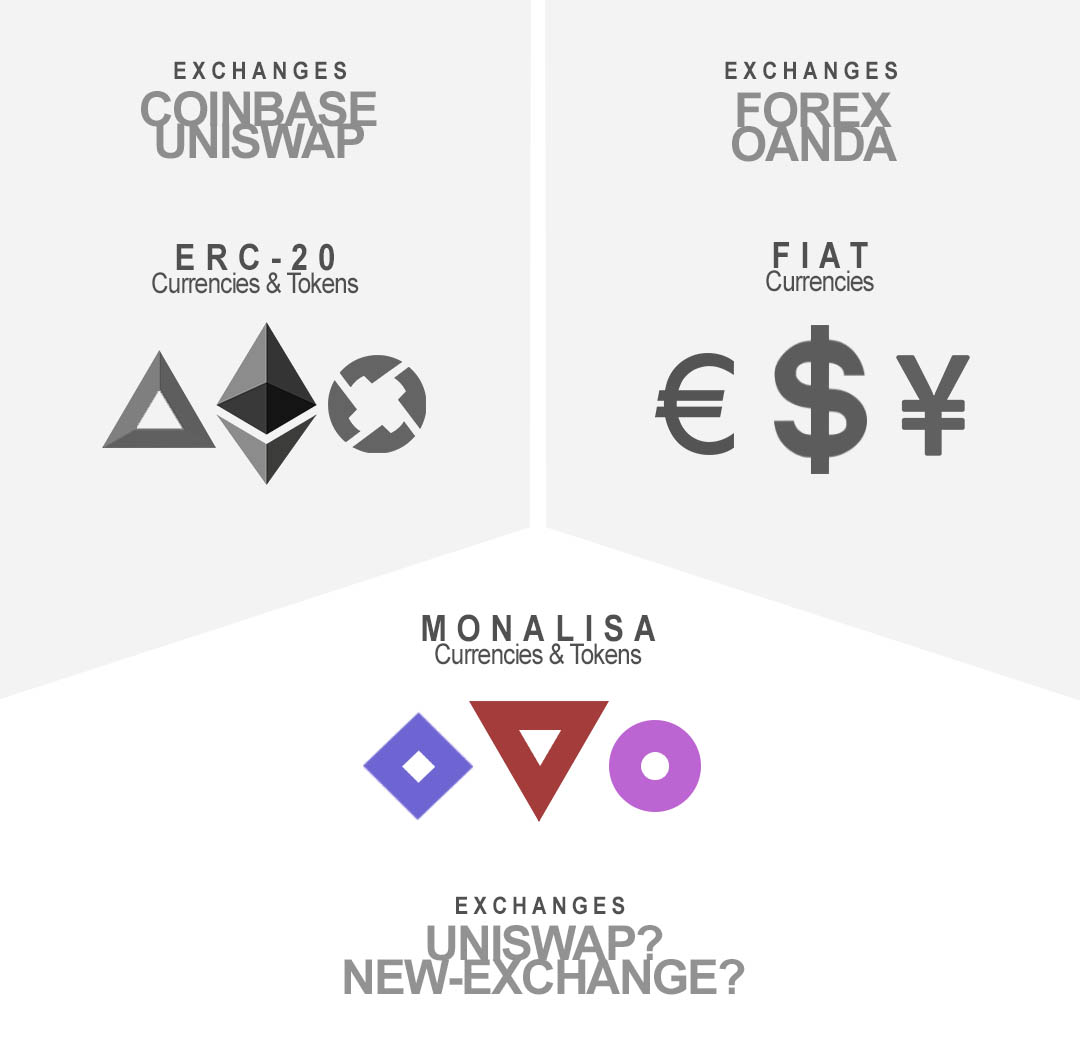 EXCHANGES
COINBASE
UNISWAP
ERC-20
Currencies & Tokens
EXCHANGES
FOREX
OANDA
FIAT
Currencies
€ $ ¥
MONALISA
Currencies & Tokens
EXCHANGES
UNISWAP?
NEW-EXCHANGE?